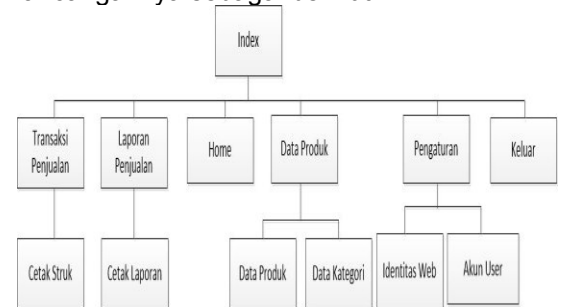 Index
Transaksi
Penjualan
Laporan
Penjualan
Home
Data Produk
Pengaturan
Keluar
Cetak Struk
Cetak Laporan
Data Produk
Data Kategori
Identitas Web
Akun User